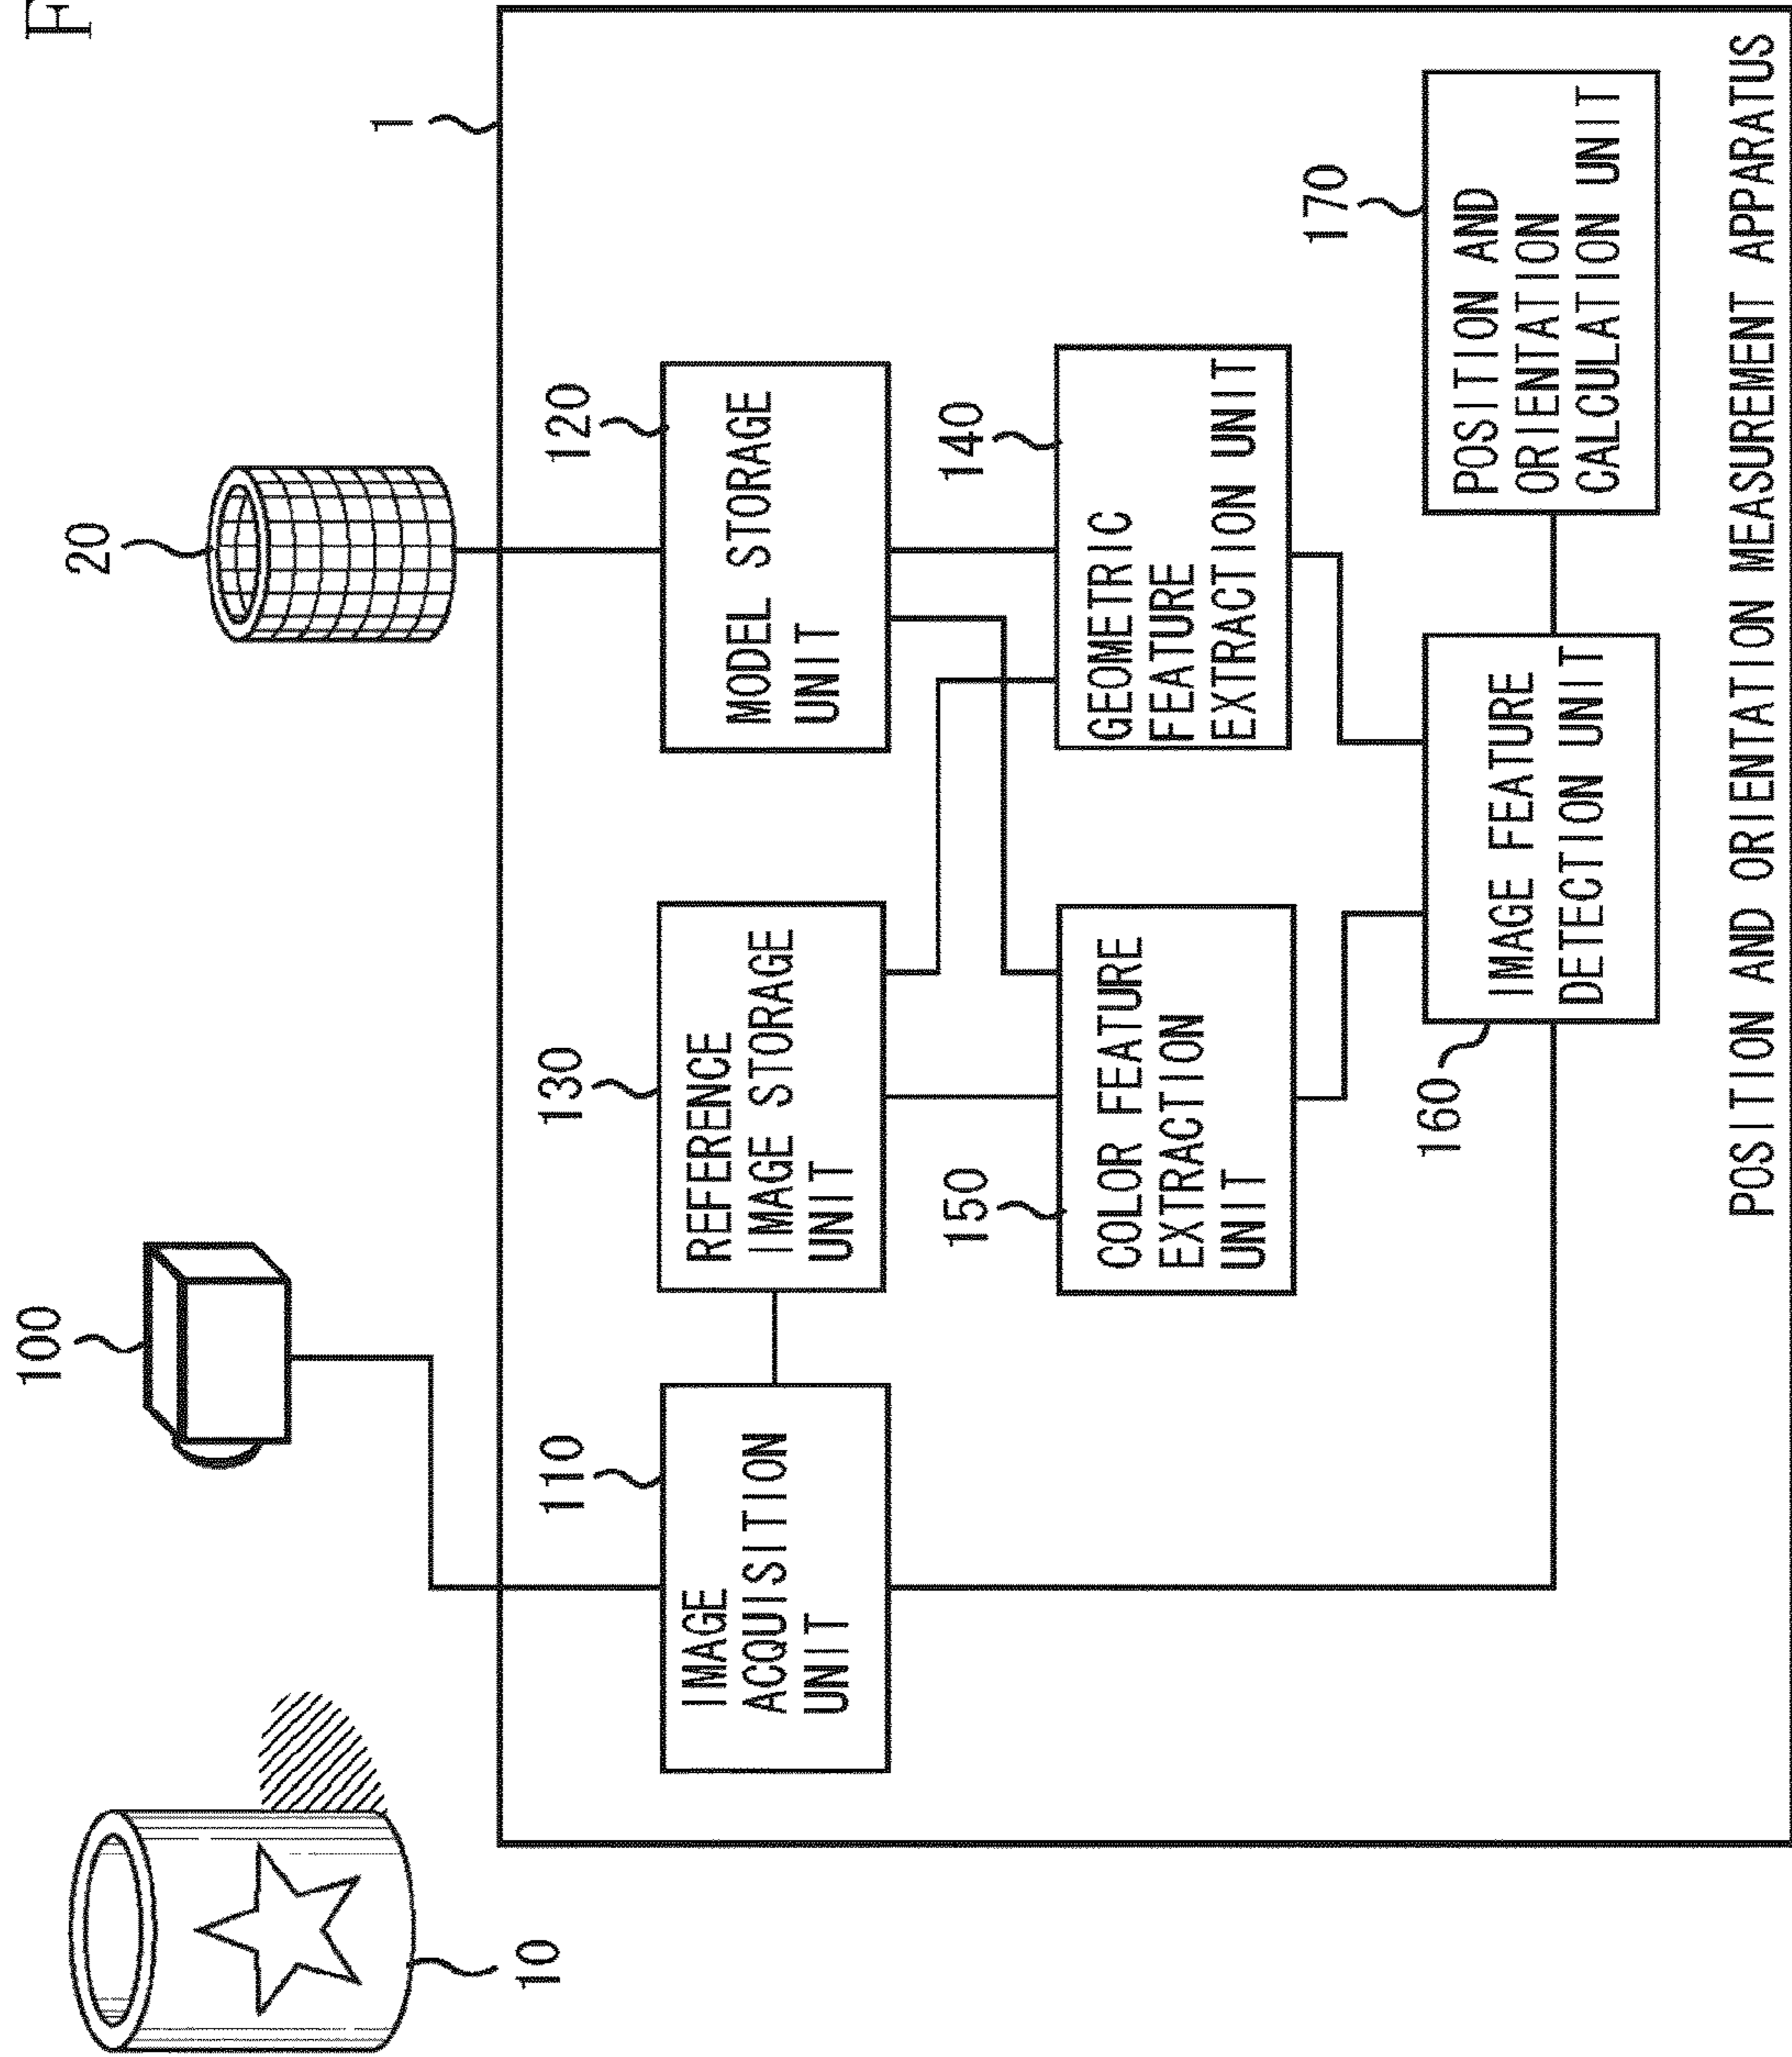 F
20
100
1
10
110
IMAGE
ACQUISITION
UNIT
130
REFERENCE
IMAGE STORAGE
UNIT
120
MODEL STORAGE
UNIT
150
COLOR FEATURE
EXTRACTION
UNIT
140
GEOMETRIC
FEATURE
EXTRACTION UNIT
160
IMAGE FEATURE
DETECTION UNIT
170
POSITION AND
ORIENTATION
CALCULATION UNIT
POSITION AND ORIENTATION MEASUREMENT APPARATUS